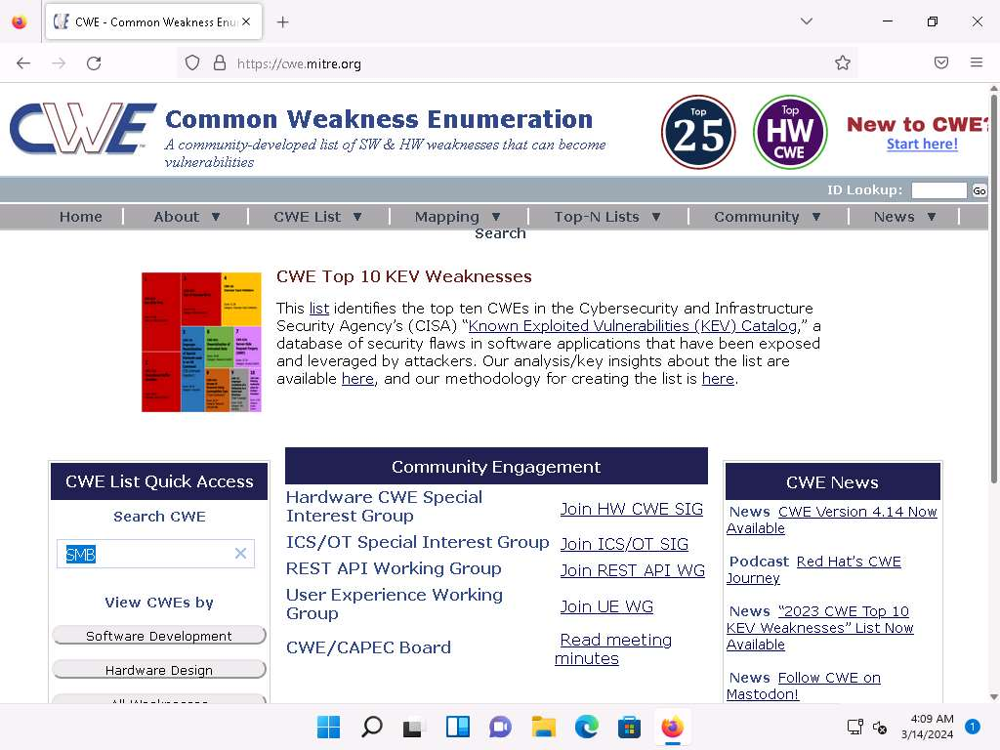 CWE - Common Weakness Enu
https://cwe.mitre.org
CWE
Common Weakness Enumeration
A community-developed list of SW & HW weaknesses that can become
vulnerabilities
Top
25
Top
HW
CWE
New to CWE?
Start here!
ID Lookup:
Go
Home
About ▼
CWE List ▼
Mapping ▼
Top-N Lists ▼
Community ▼
News ▼
Search
CWE Top 10 KEV Weaknesses
This list identifies the top ten CWEs in the Cybersecurity and Infrastructure
Security Agency's (CISA) “Known Exploited Vulnerabilities (KEV) Catalog,” a
database of security flaws in software applications that have been exposed
and leveraged by attackers. Our analysis/key insights about the list are
available here, and our methodology for creating the list is here.
CWE List Quick Access
Search CWE
SMB
View CWEs by
Software Development
Hardware Design
All Weaknesses
Community Engagement
Hardware CWE Special
Interest Group
Join HW CWE SIG
ICS/OT Special Interest Group
Join ICS/OT SIG
REST API Working Group
Join REST API WG
User Experience Working
Group
Join UE WG
CWE/CAPEC Board
Read meeting
minutes
CWE News
News CWE Version 4.14 Now
Available
Podcast Red Hat's CWE
Journey
News “2023 CWE Top 10
KEV Weaknesses” List Now
Available
News Follow CWE on
Mastodon!
4:09 AM
3/14/2024
1